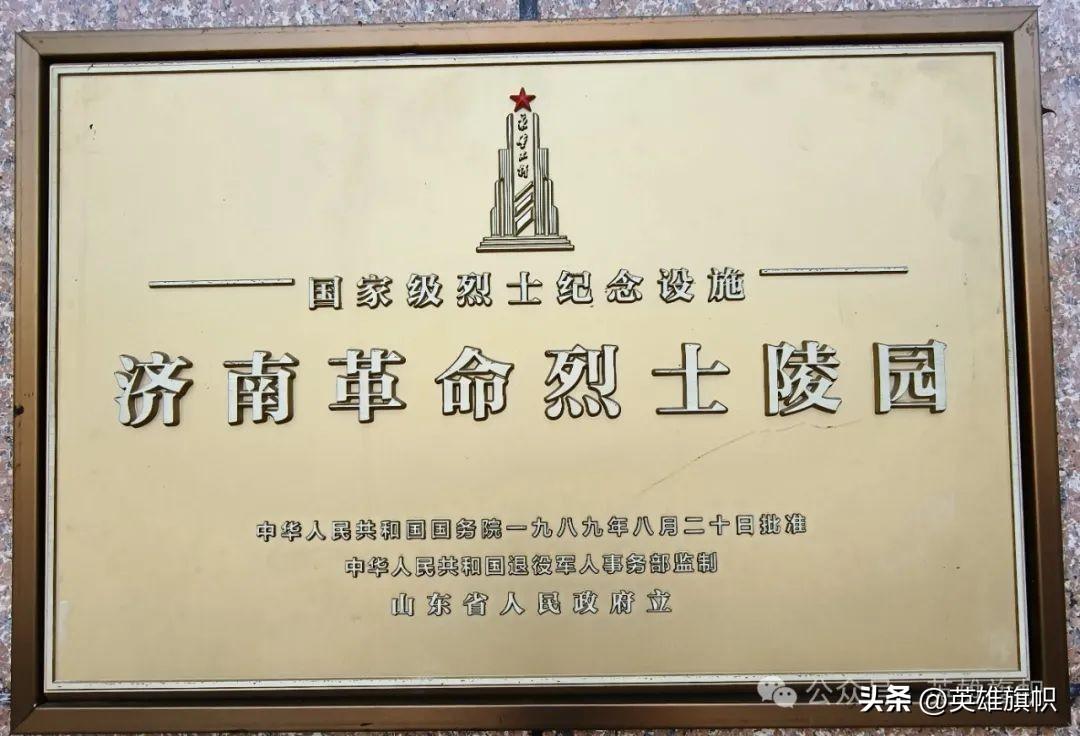 国家级烈士纪念设施
济南革命烈士陵园
中华人民共和国国务院一九八九年八月二十日批准
中华人民共和国退役军人事务部监制
山东省人民政府立
公众
头条 @英雄旗帜